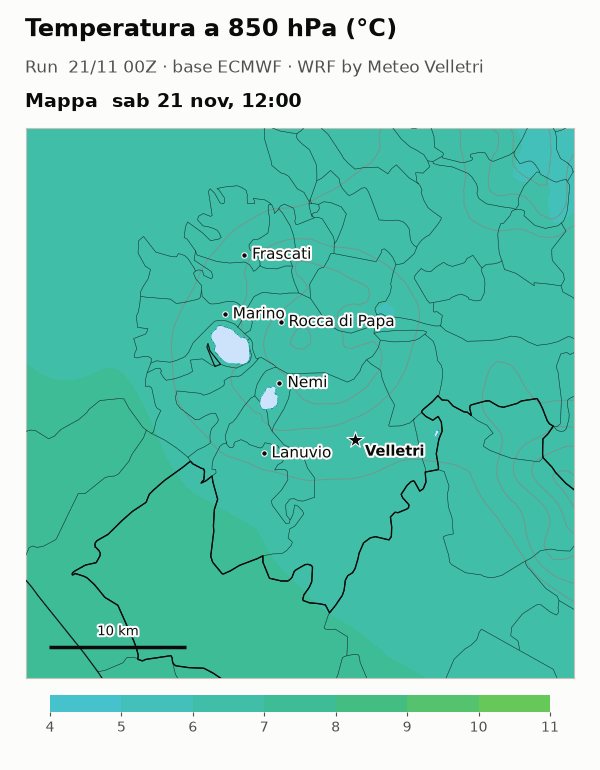 Temperatura a 850 hPa (°C)
Run  21/11 00Z · base ECMWF · WRF by Meteo Velletri
Mappa  sab 21 nov, 12:00
Frascati
Marino
Rocca di Papa
Nemi
Velletri
Lanuvio
10 km
4 5 6 7 8 9 10 11